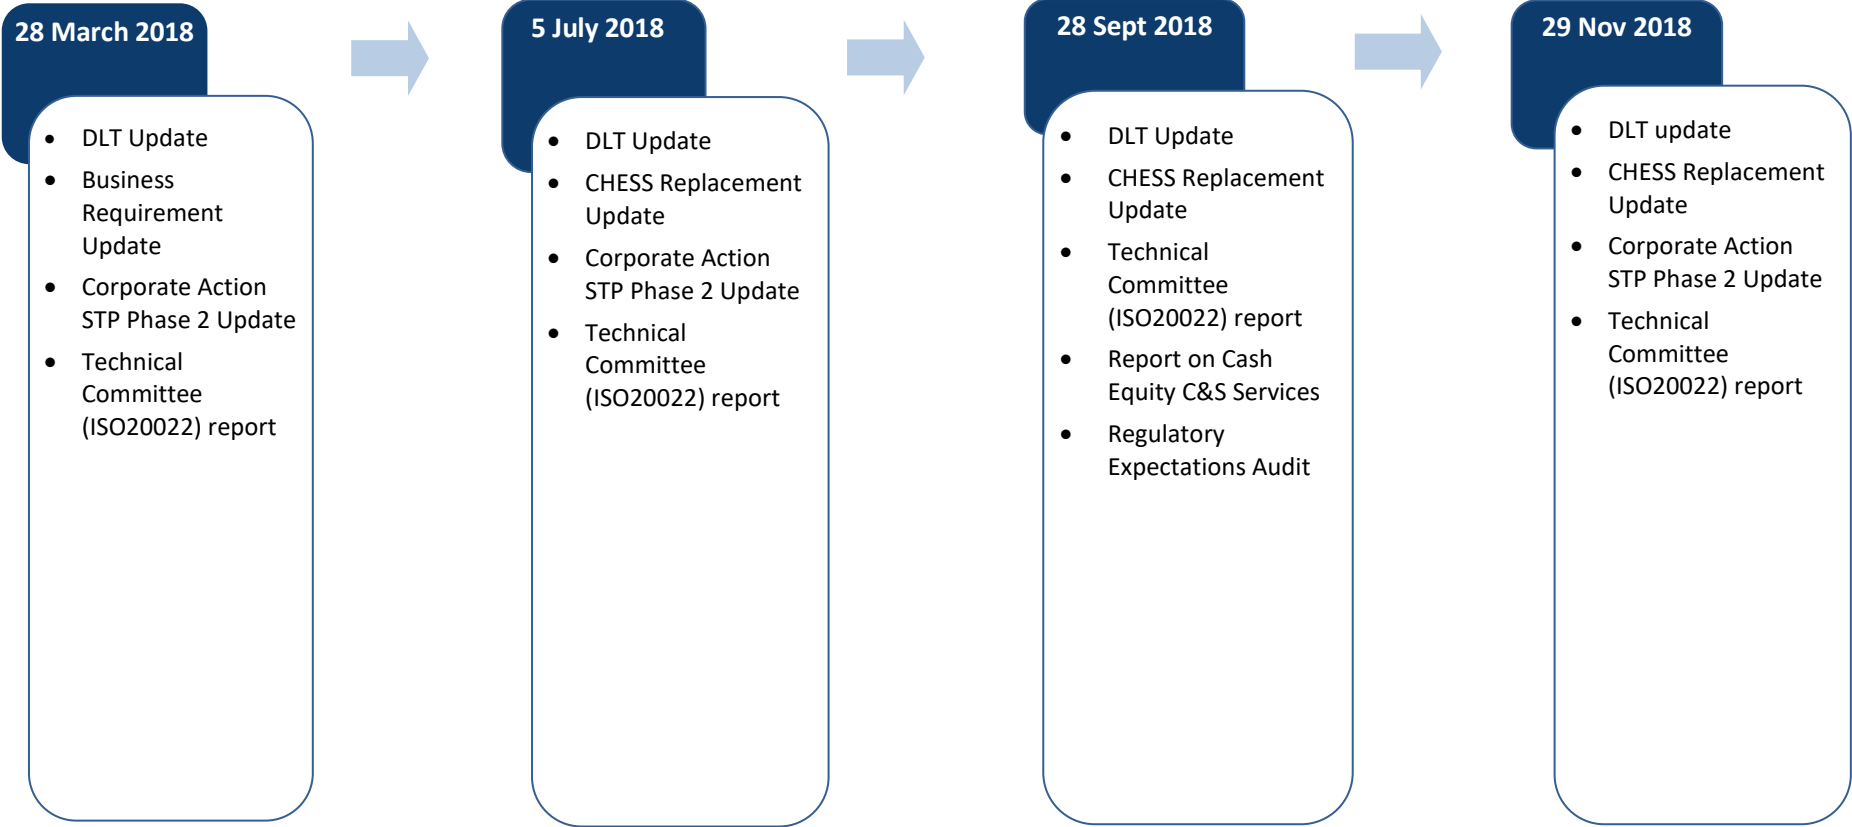 28 March 2018
• DLT Update
• Business
Requirement
Update
• Corporate Action
STP Phase 2 Update
• Technical
Committee
(ISO20022) report
5 July 2018
• DLT Update
• CHESS Replacement
Update
• Corporate Action
STP Phase 2 Update
• Technical
Committee
(ISO20022) report
28 Sept 2018
• DLT Update
• CHESS Replacement
Update
• Technical
Committee
(ISO20022) report
• Report on Cash
Equity C&S Services
• Regulatory
Expectations Audit
29 Nov 2018
• DLT update
• CHESS Replacement
Update
• Corporate Action
STP Phase 2 Update
• Technical
Committee
(ISO20022) report